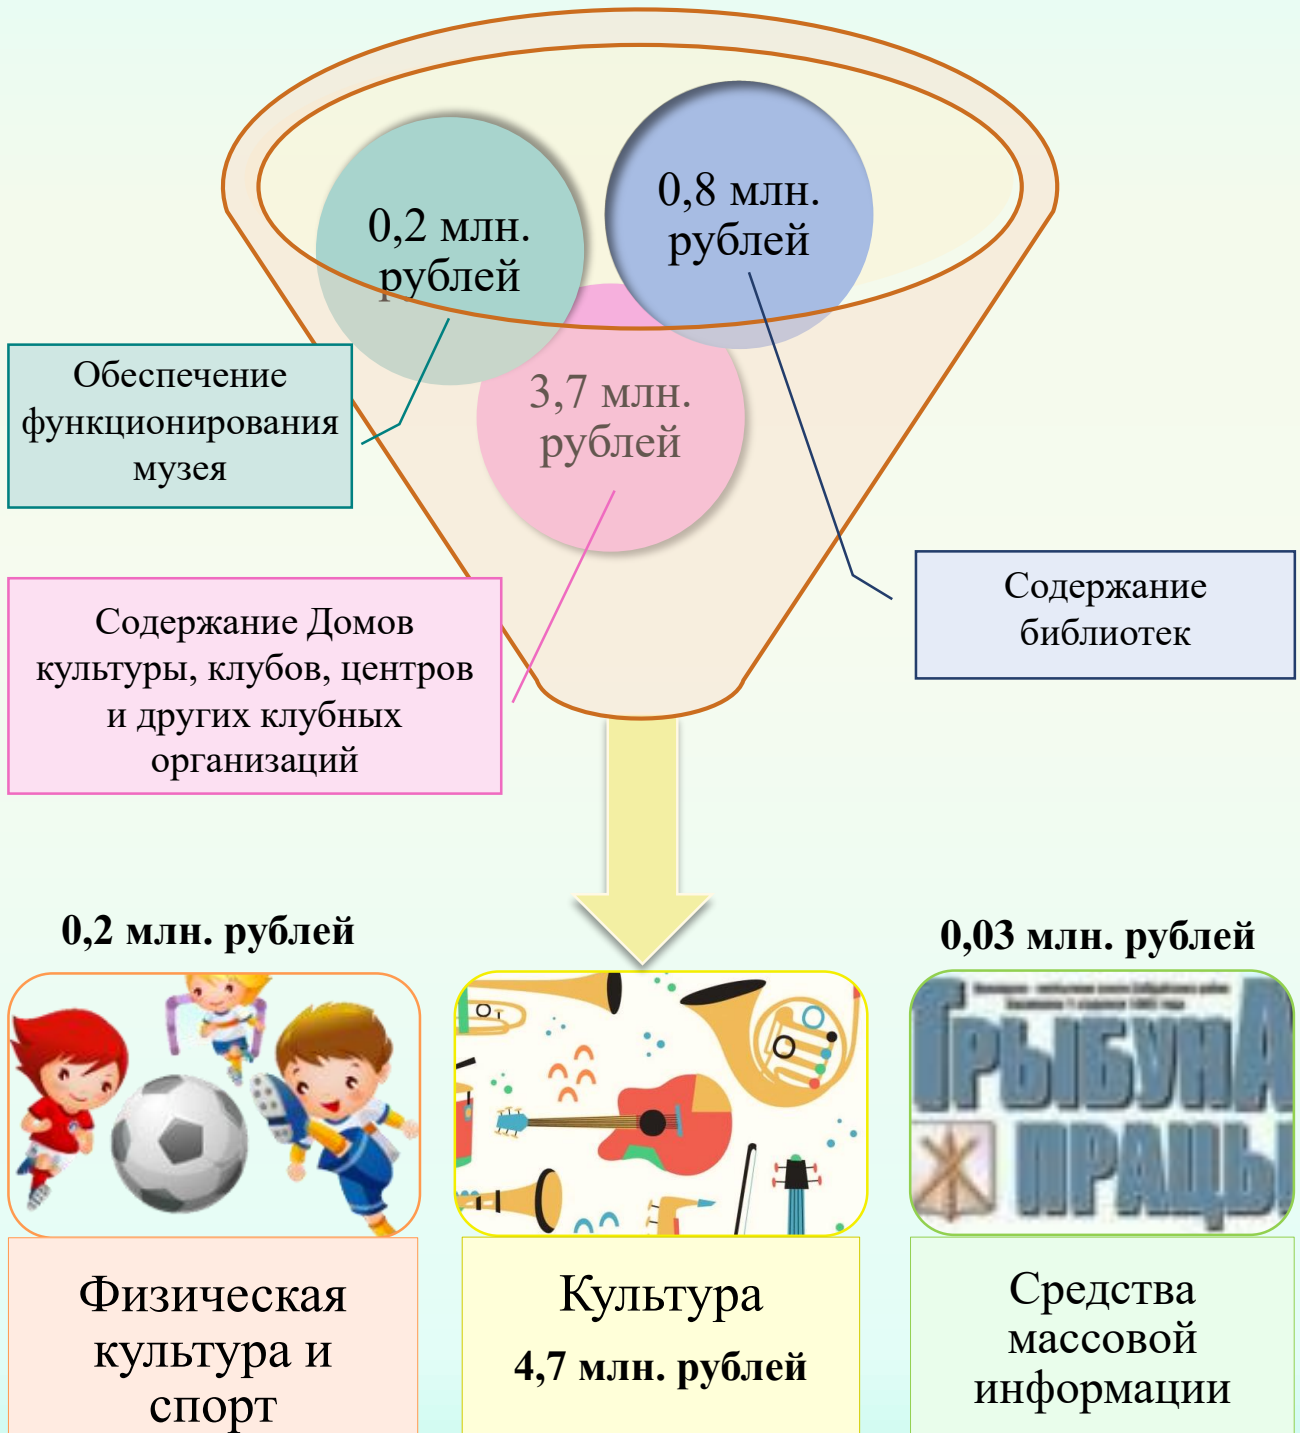 0,2 млн.
рублей
0,8 млн.
рублей
3,7 млн.
рублей
Обеспечение
функционирования
музея
Содержание Домов
культуры, клубов, центров
и других клубных
организаций
Содержание
библиотек
0,2 млн. рублей
0,03 млн. рублей
ТРЫБУНА
ПРАЦЫ
Физическая
культура и
спорт
Культура
4,7 млн. рублей
Средства
массовой
информации